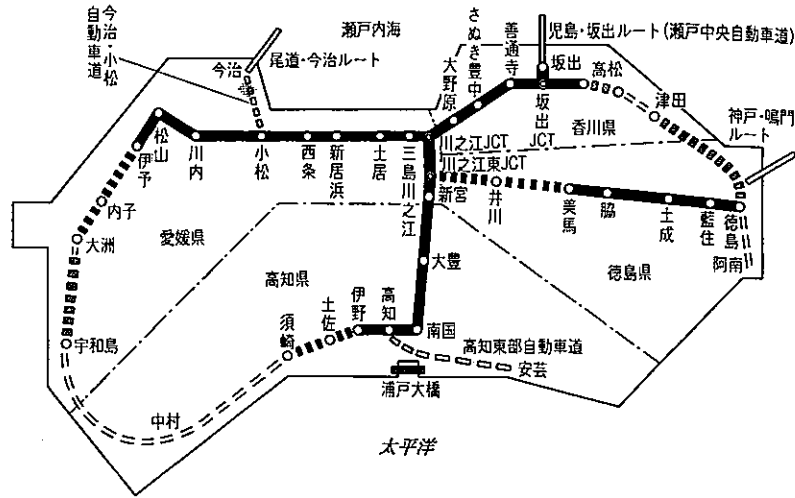 今治・小松
自動車道
瀬戸内海
尾道・今治ルート
児島・坂出ルート(瀬戸中央自動車道)
今治
大野原
さぬき豊中
善通寺
坂出
坂出
JCT
高松
津田
香川県
神戸・鳴門
ルート
松山
伊予
川内
小松
西条
新居浜
土居
三島川之江
川之江JCT
川之江東JCT
新宮
井川
美馬
脇
土成
藍住
徳島
阿南
内子
大洲
愛媛県
宇和島
高知県
大豊
徳島県
須崎
土佐
伊野
高知
南国
高知東部自動車道
安芸
浦戸大橋
中村
太平洋